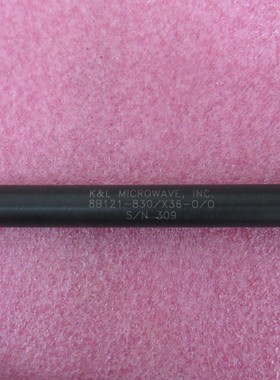 K&L MICROWAVE, INC.
8B121-830/X36-O/O
S/N 309